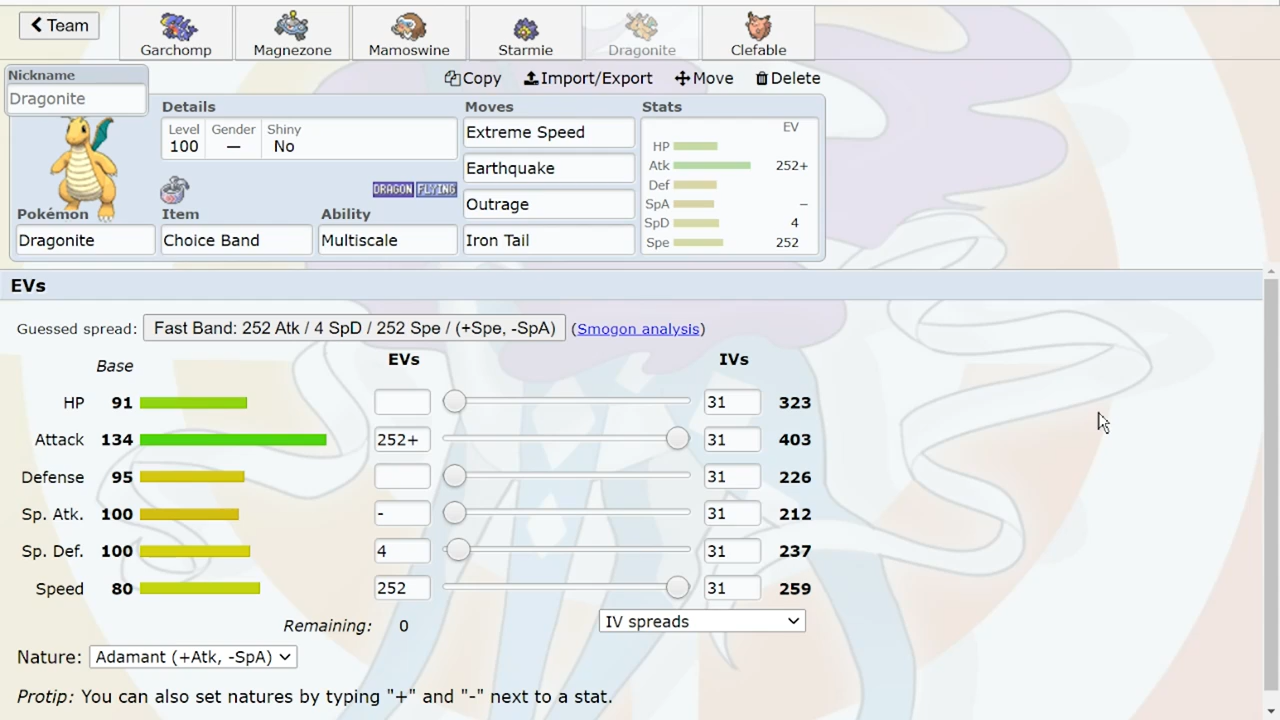 Team
Garchomp
Magnezone
Mamoswine
Starmie
Dragonite
Clefable
Copy
Import/Export
Move
Delete
Nickname
Dragonite
Details
Level
100
Gender
—
Shiny
No
DRAGON FLYING
Pokémon
Dragonite
Item
Choice Band
Ability
Multiscale
Moves
Extreme Speed
Earthquake
Outrage
Iron Tail
Stats
EV
HP
Atk 252+
Def
SpA –
SpD 4
Spe 252
EVs
Guessed spread: Fast Band: 252 Atk / 4 SpD / 252 Spe / (+Spe, -SpA) (Smogon analysis)
Base EVs IVs
HP 91 31 323
Attack 134 252+ 31 403
Defense 95 31 226
Sp. Atk. 100 - 31 212
Sp. Def. 100 4 31 237
Speed 80 252 31 259
Remaining: 0 IV spreads
Nature: Adamant (+Atk, -SpA)
Protip: You can also set natures by typing "+" and "-" next to a stat.